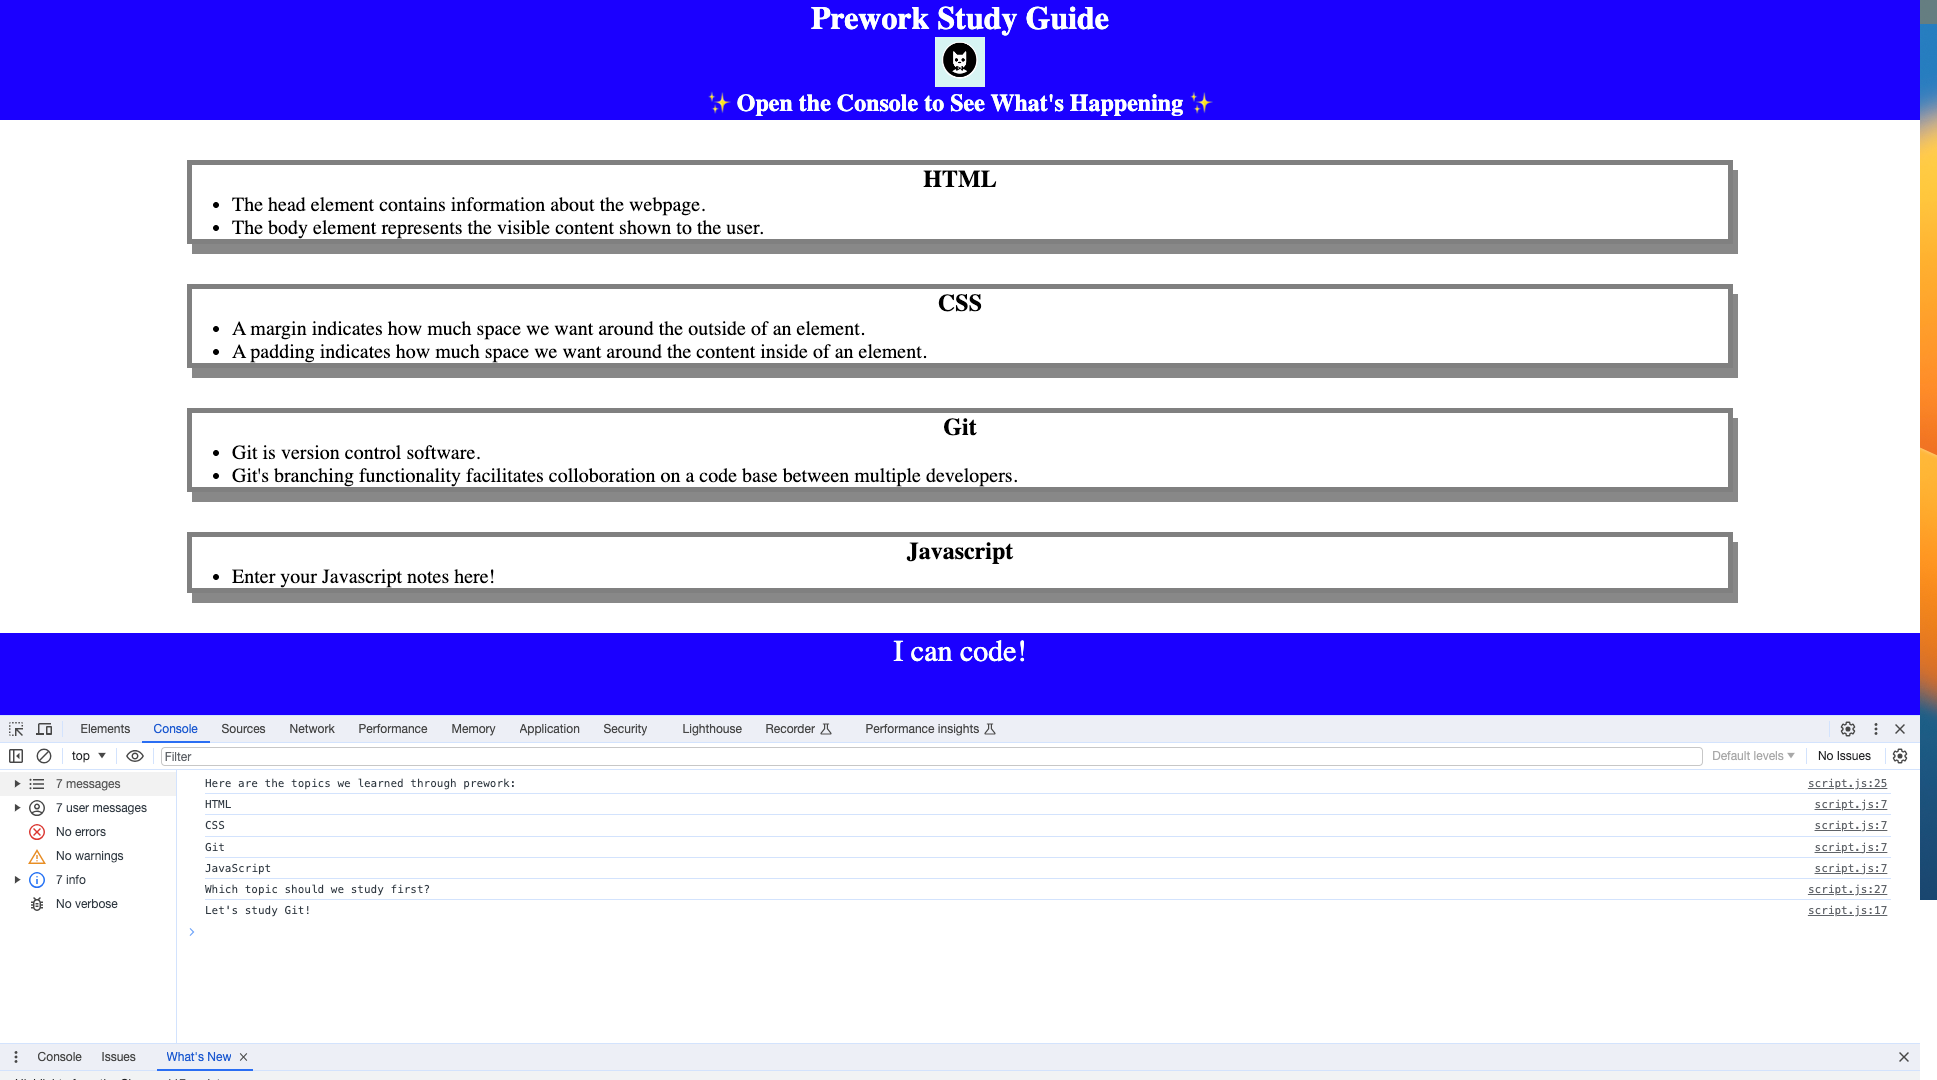 Prework Study Guide
✨ Open the Console to See What's Happening ✨
HTML
The head element contains information about the webpage.
The body element represents the visible content shown to the user.
CSS
A margin indicates how much space we want around the outside of an element.
A padding indicates how much space we want around the content inside of an element.
Git
Git is version control software.
Git's branching functionality facilitates colloboration on a code base between multiple developers.
Javascript
Enter your Javascript notes here!
I can code!
Elements Console Sources Network Performance Memory Application Security Lighthouse Recorder Performance insights
top Filter Default levels No Issues
7 messages
7 user messages
No errors
No warnings
7 info
No verbose
Here are the topics we learned through prework: script.js:25
HTML script.js:7
CSS script.js:7
Git script.js:7
JavaScript script.js:7
Which topic should we study first? script.js:27
Let's study Git! script.js:17
Console Issues What's New